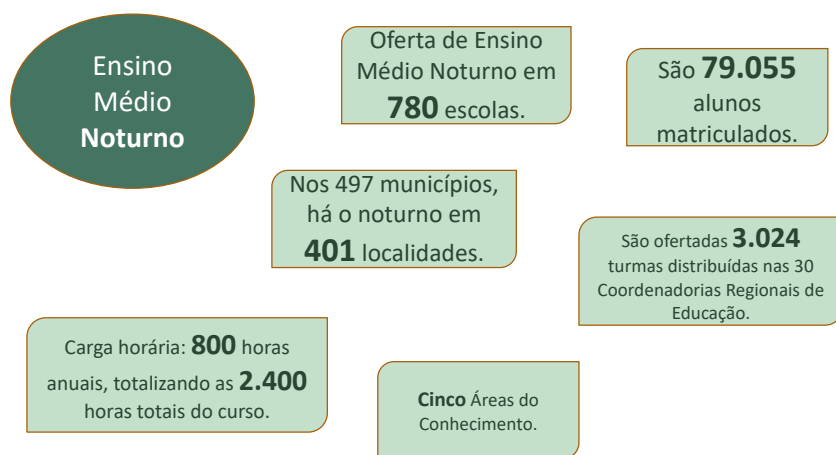 Ensino
Médio
Noturno
Oferta de Ensino
Médio Noturno em
780 escolas.
São 79.055
alunos
matriculados.
Nos 497 municípios,
há o noturno em
401 localidades.
São ofertadas 3.024
turmas distribuídas nas 30
Coordenadorias Regionais de
Educação.
Carga horária: 800 horas
anuais, totalizando as 2.400
horas totais do curso.
Cinco Áreas do
Conhecimento.